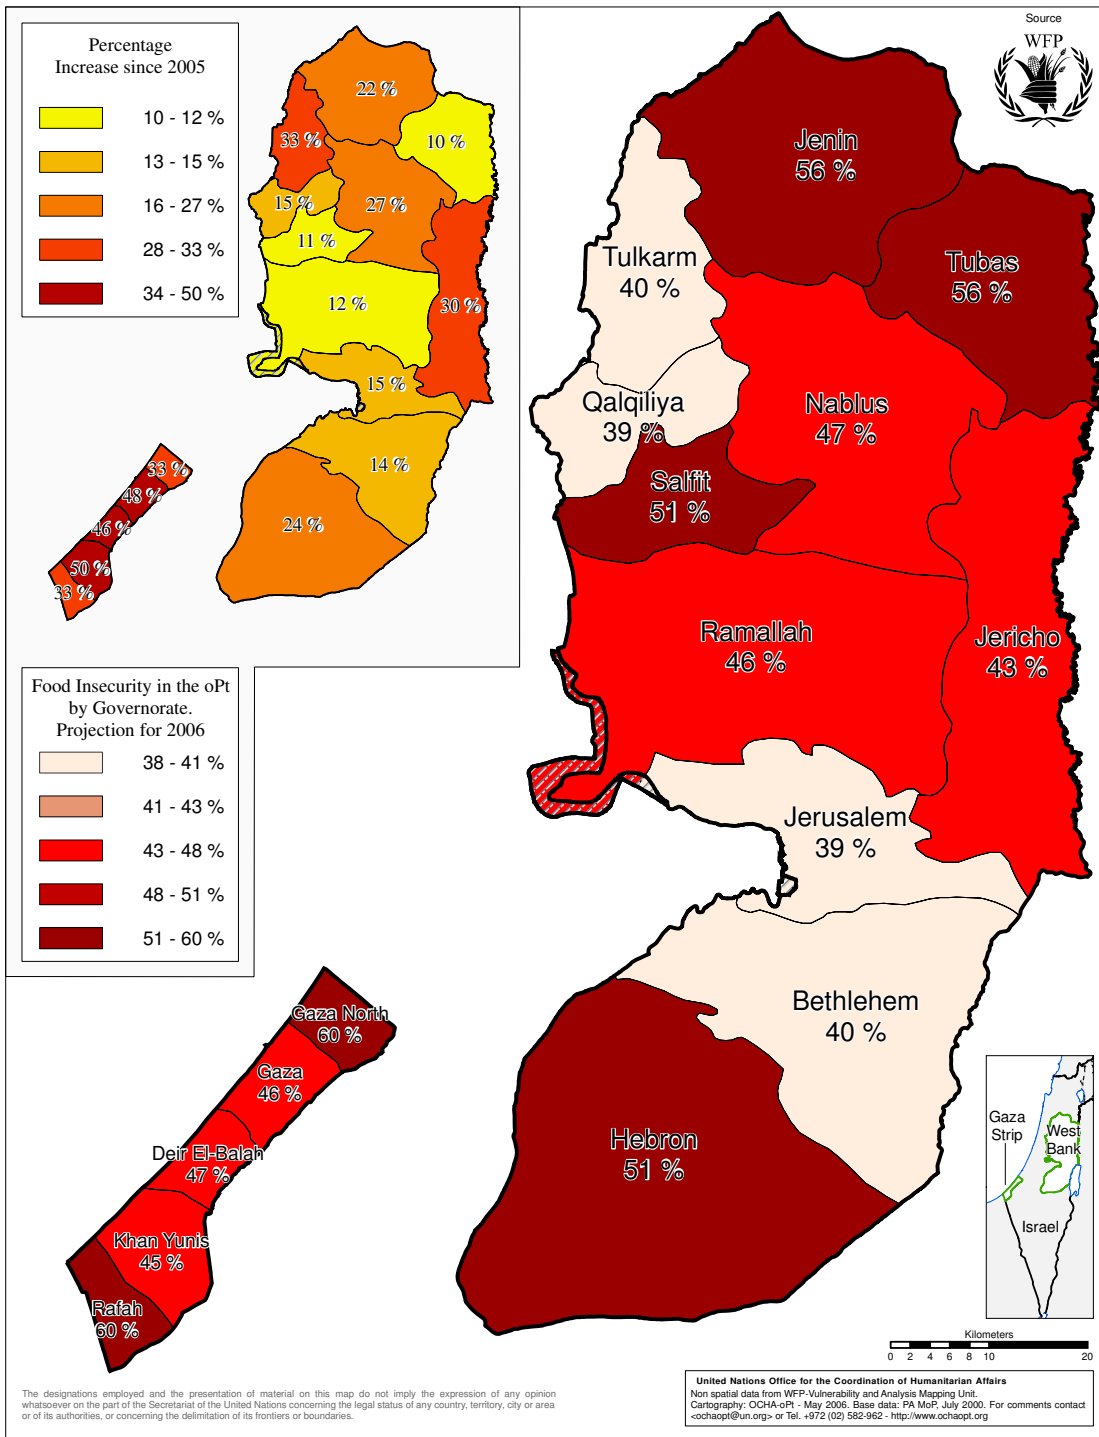 Percentage
Increase since 2005
10 - 12 %
13 - 15 %
16 - 27 %
28 - 33 %
34 - 50 %
22 %
33 %
10 %
15 %
27 %
11 %
12 %
30 %
15 %
14 %
24 %
33 %
48 %
46 %
50 %
33 %
Source
WFP
Jenin
56 %
Tulkarm
40 %
Tubas
56 %
Qalqiliya
39 %
Nablus
47 %
Salfit
51 %
Ramallah
46 %
Jericho
43 %
Jerusalem
39 %
Bethlehem
40 %
Hebron
51 %
Food Insecurity in the oPt
by Governorate.
Projection for 2006
38 - 41 %
41 - 43 %
43 - 48 %
48 - 51 %
51 - 60 %
Gaza North
60 %
Gaza
46 %
Deir El-Balah
47 %
Khan Yunis
45 %
Rafah
60 %
Gaza
Strip
West
Bank
Israel
Kilometers
0 2 4 6 8 10 20
The designations employed and the presentation of material on this map do not imply the expression of any opinion
whatsoever on the part of the Secretariat of the United Nations concerning the legal status of any country, territory, city or area
or of its authorities, or concerning the delimitation of its frontiers or boundaries.
United Nations Office for the Coordination of Humanitarian Affairs
Non spatial data from WFP-Vulnerability and Analysis Mapping Unit.
Cartography: OCHA-oPt - May 2006. Base data: PA MoP, July 2000. For comments contact
<ochaopt@un.org> or Tel. +972 (02) 582-962 - http://www.ochaopt.org